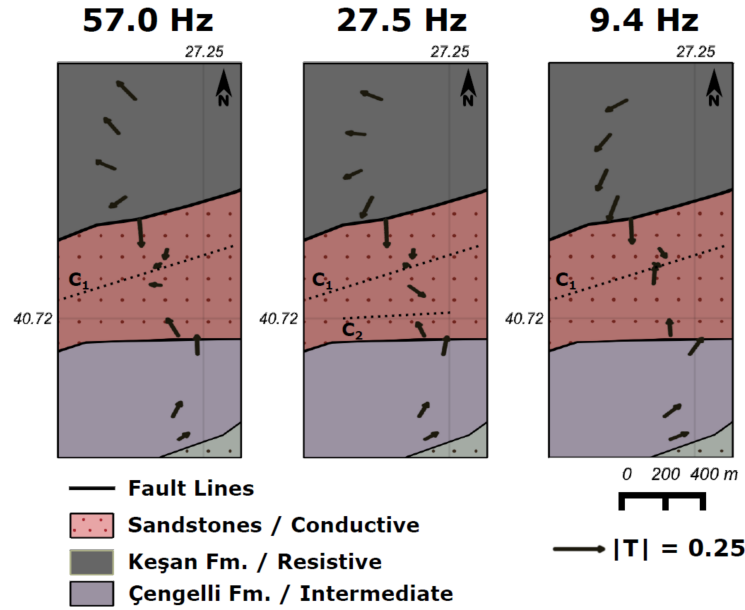 57.0 Hz 27.5 Hz 9.4 Hz
27.25 27.25 27.25
N N N
C1 C1 C1
40.72 40.72 40.72
C2
0 200 400 m
Fault Lines
Sandstones / Conductive
|T| = 0.25
Keşan Fm. / Resistive
Çengelli Fm. / Intermediate